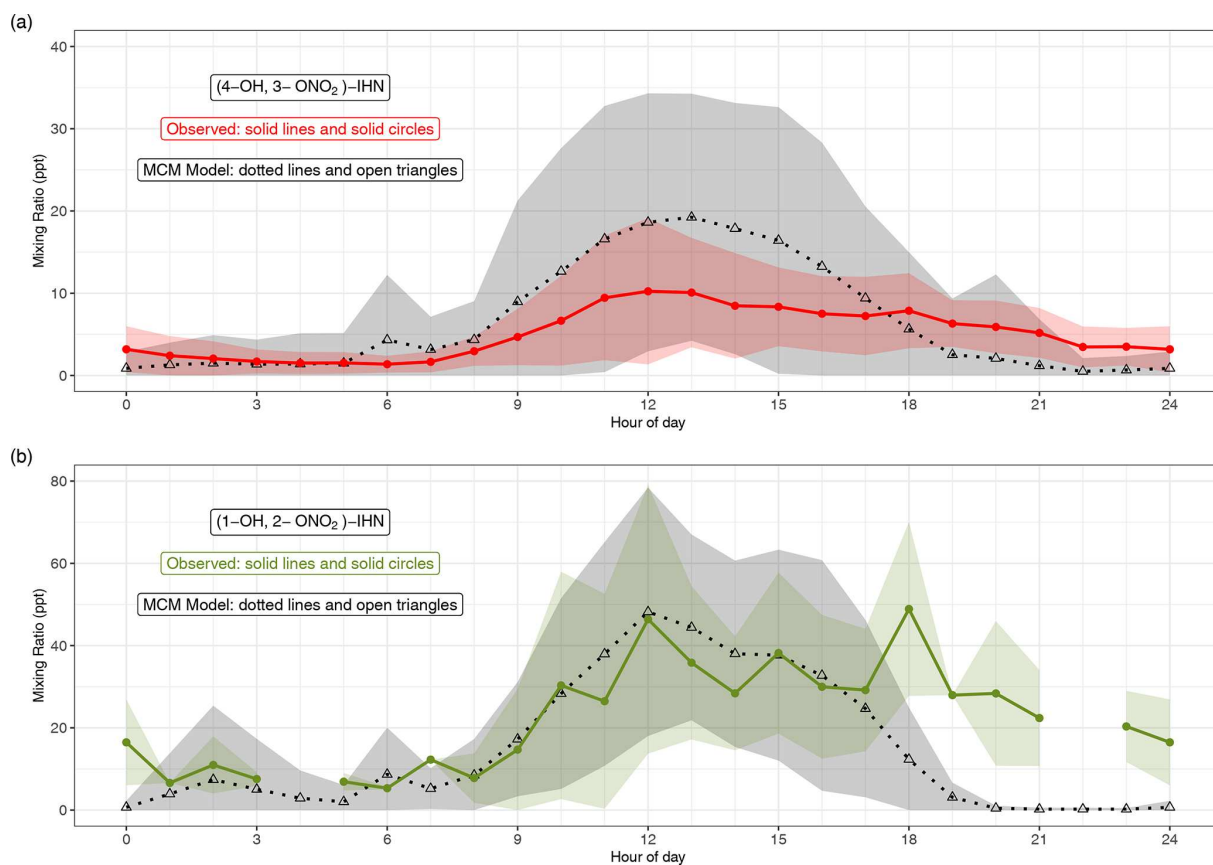 (a)
40
30
20
10
0
Mixing Ratio (ppt)
(4−OH, 3− ONO₂ )−IHN
Observed: solid lines and solid circles
MCM Model: dotted lines and open triangles
0 3 6 9 12 15 18 21 24
Hour of day
(b)
80
60
40
20
0
Mixing Ratio (ppt)
(1−OH, 2− ONO₂ )−IHN
Observed: solid lines and solid circles
MCM Model: dotted lines and open triangles
0 3 6 9 12 15 18 21 24
Hour of day